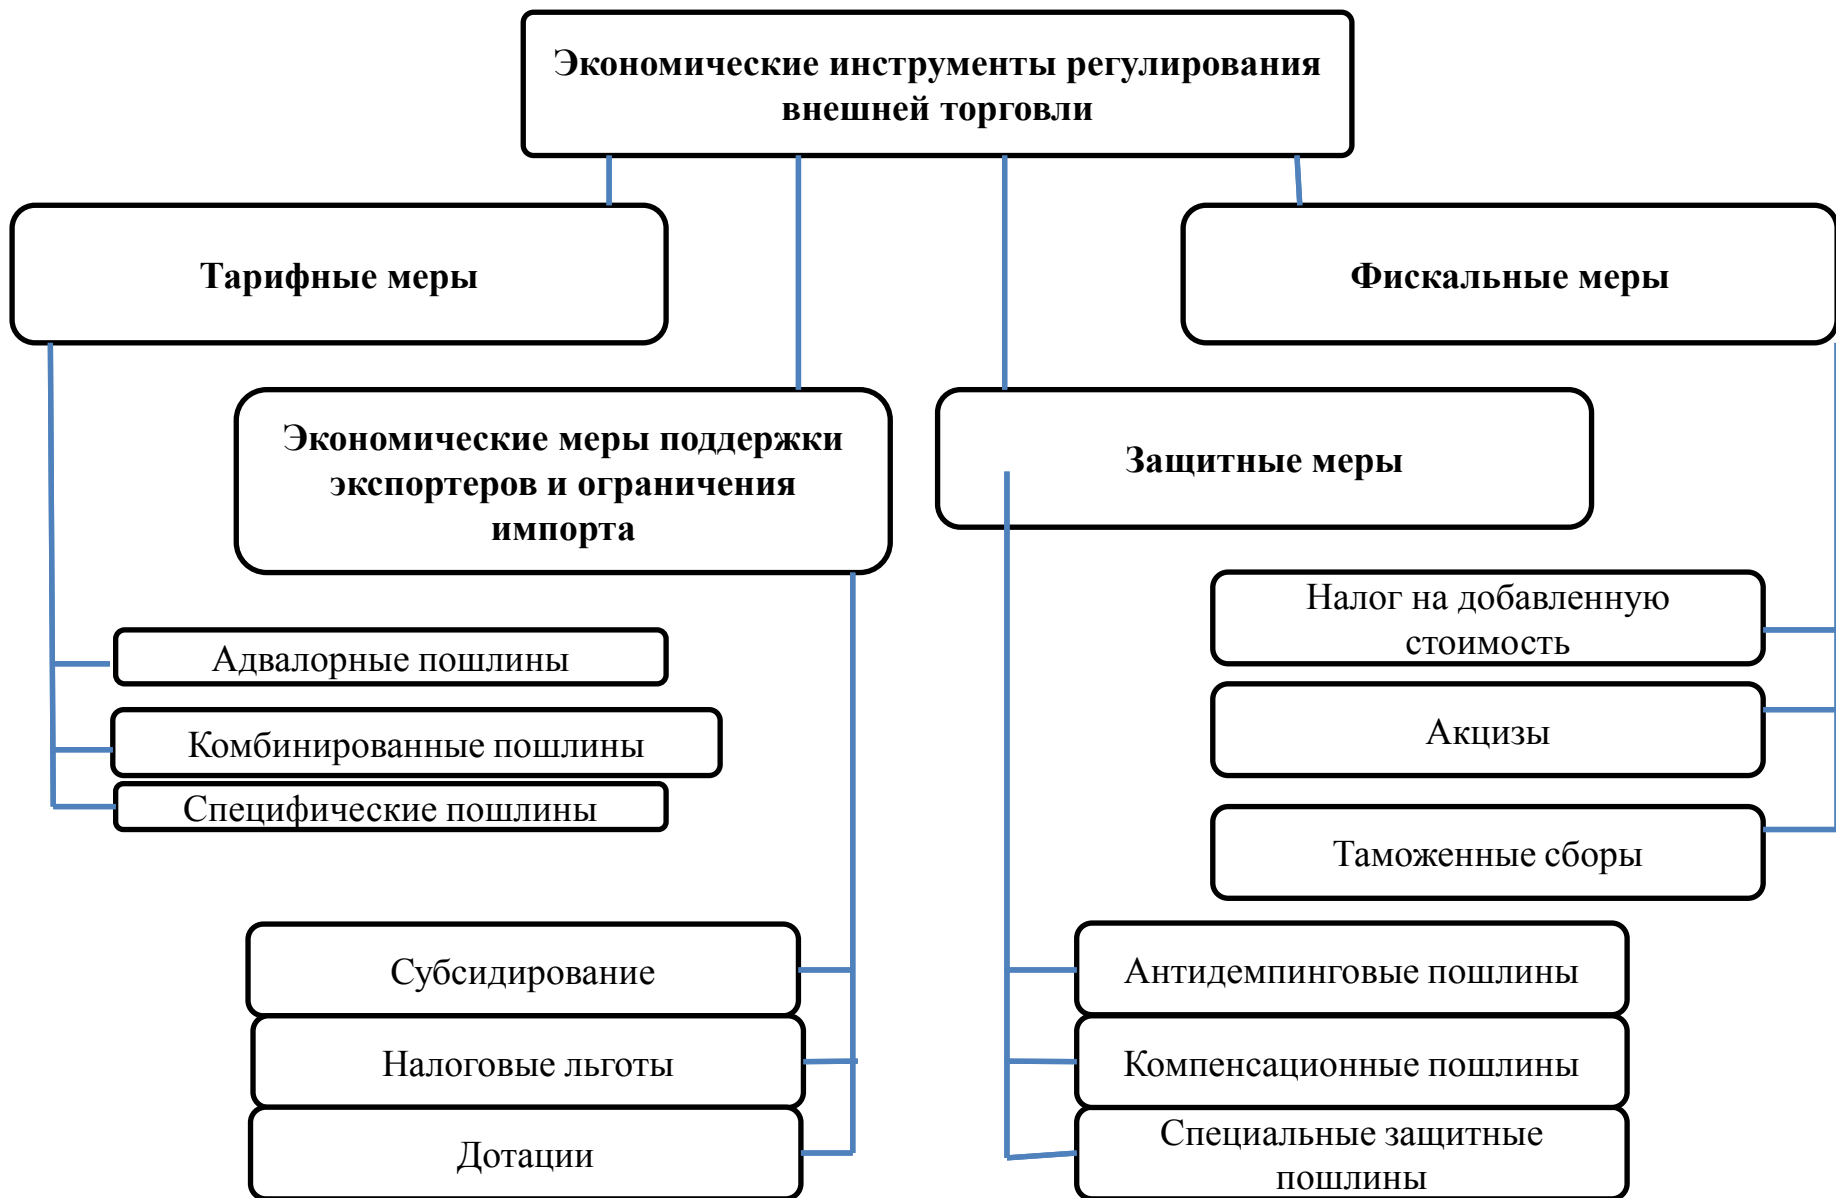 Экономические инструменты регулирования
внешней торговли
Тарифные меры
Фискальные меры
Экономические меры поддержки
экспортеров и ограничения
импорта
Защитные меры
Адвалорные пошлины
Комбинированные пошлины
Специфические пошлины
Налог на добавленную
стоимость
Акцизы
Таможенные сборы
Субсидирование
Налоговые льготы
Дотации
Антидемпинговые пошлины
Компенсационные пошлины
Специальные защитные
пошлины